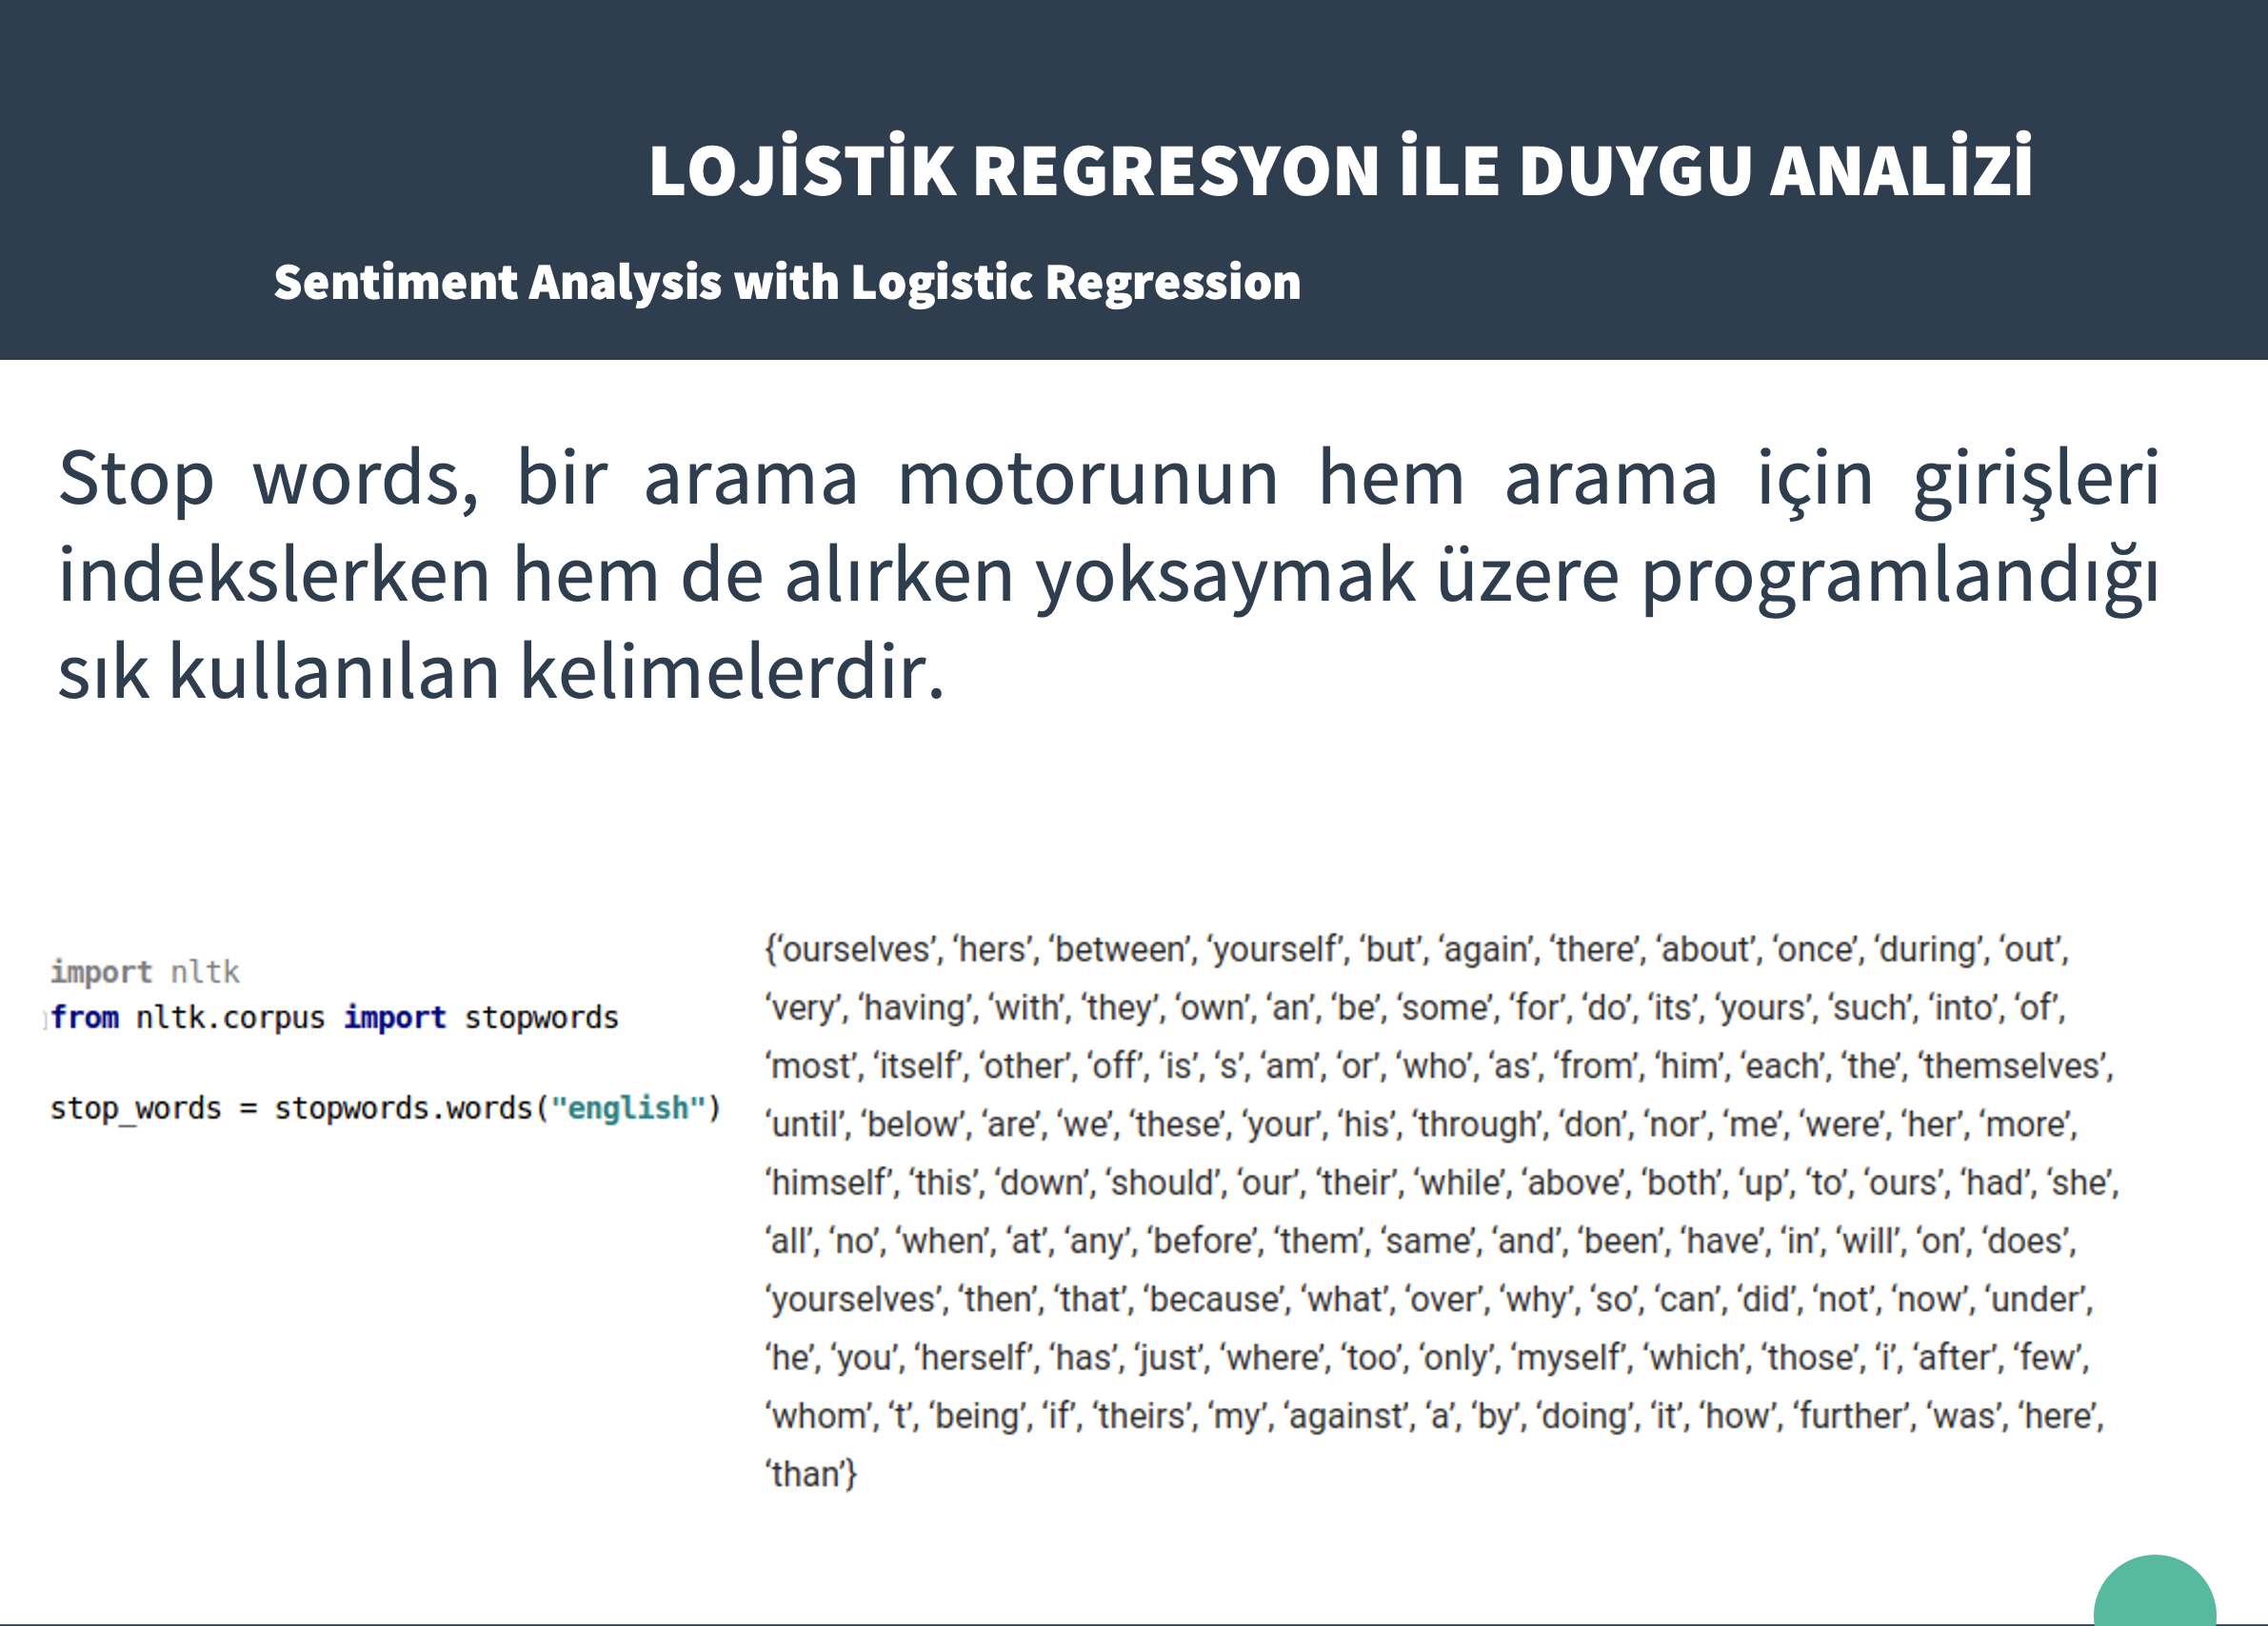 LOJİSTİK REGRESYON İLE DUYGU ANALİZİ
Sentiment Analysis with Logistic Regression
Stop words, bir arama motorunun hem arama için girişleri
indekslerken hem de alırken yoksaymak üzere programlandığı
sık kullanılan kelimelerdir.
import nltk
from nltk.corpus import stopwords
stop_words = stopwords.words("english")
{‘ourselves’, ‘hers’, ‘between’, ‘yourself’, ‘but’, ‘again’, ‘there’, ‘about’, ‘once’, ‘during’, ‘out’,
‘very’, ‘having’, ‘with’, ‘they’, ‘own’, ‘an’, ‘be’, ‘some’, ‘for’, ‘do’, ‘its’, ‘yours’, ‘such’, ‘into’, ‘of’,
‘most’, ‘itself’, ‘other’, ‘off’, ‘is’, ‘s’, ‘am’, ‘or’, ‘who’, ‘as’, ‘from’, ‘him’, ‘each’, ‘the’, ‘themselves’,
‘until’, ‘below’, ‘are’, ‘we’, ‘these’, ‘your’, ‘his’, ‘through’, ‘don’, ‘nor’, ‘me’, ‘were’, ‘her’, ‘more’,
‘himself’, ‘this’, ‘down’, ‘should’, ‘our’, ‘their’, ‘while’, ‘above’, ‘both’, ‘up’, ‘to’, ‘ours’, ‘had’, ‘she’,
‘all’, ‘no’, ‘when’, ‘at’, ‘any’, ‘before’, ‘them’, ‘same’, ‘and’, ‘been’, ‘have’, ‘in’, ‘will’, ‘on’, ‘does’,
‘yourselves’, ‘then’, ‘that’, ‘because’, ‘what’, ‘over’, ‘why’, ‘so’, ‘can’, ‘did’, ‘not’, ‘now’, ‘under’,
‘he’, ‘you’, ‘herself’, ‘has’, ‘just’, ‘where’, ‘too’, ‘only’, ‘myself’, ‘which’, ‘those’, ‘i’, ‘after’, ‘few’,
‘whom’, ‘t’, ‘being’, ‘if’, ‘theirs’, ‘my’, ‘against’, ‘a’, ‘by’, ‘doing’, ‘it’, ‘how’, ‘further’, ‘was’, ‘here’,
‘than’}